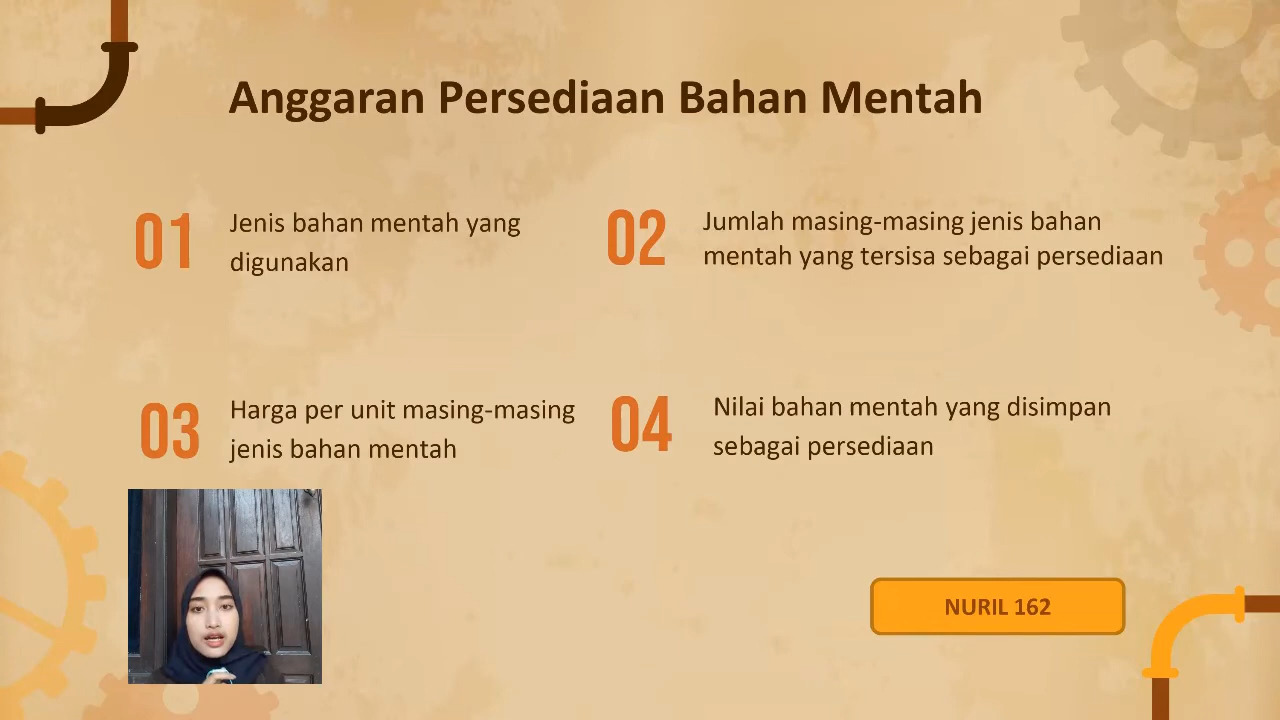 Anggaran Persediaan Bahan Mentah
01
Jenis bahan mentah yang
digunakan
02
Jumlah masing-masing jenis bahan
mentah yang tersisa sebagai persediaan
03
Harga per unit masing-masing
jenis bahan mentah
04
Nilai bahan mentah yang disimpan
sebagai persediaan
NURIL 162